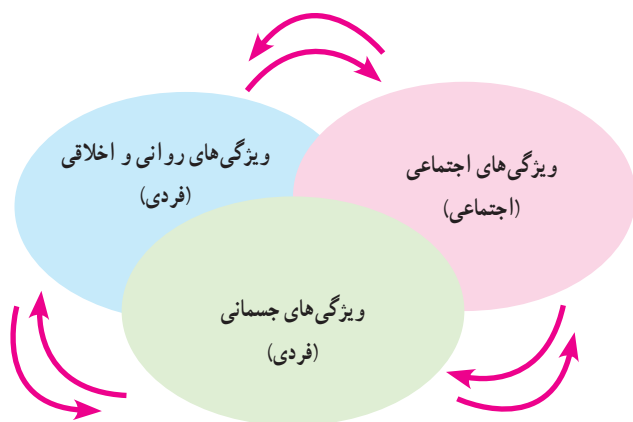 ویژگی‌های اجتماعی
(اجتماعی)
ویژگی‌های روانی و اخلاقی
(فردی)
ویژگی‌های جسمانی
(فردی)